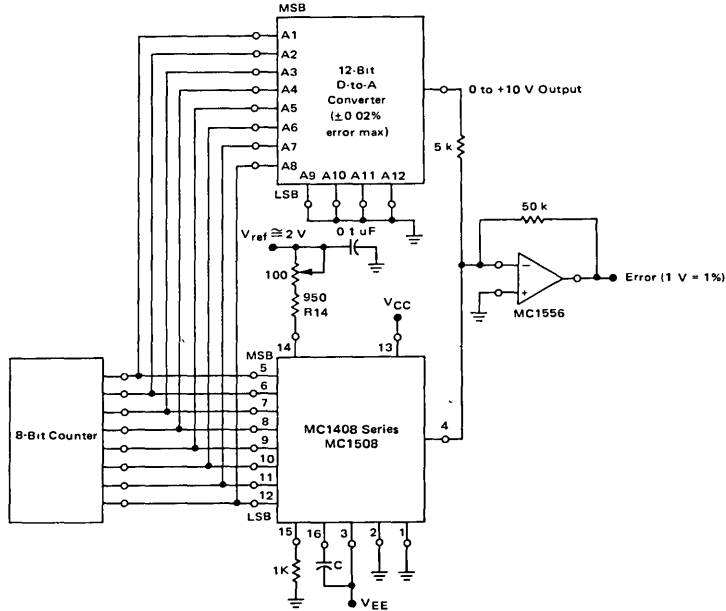 MSB
A1
A2
A3
A4
A5
A6
A7
A8
12-Bit
D-to-A
Converter
(±0 02%
error max)
A9 A10 A11 A12
LSB
0 to +10 V Output
5 k
50 k
Vref ≅ 2 V
0 1 uF
100
950
R14
VCC
−
+
MC1556
Error (1 V = 1%)
14
13
MSB
5
6
7
8
9
10
11
12
LSB
8-Bit Counter
MC1408 Series
MC1508
4
15
16
3
2
1
1K
C
VEE